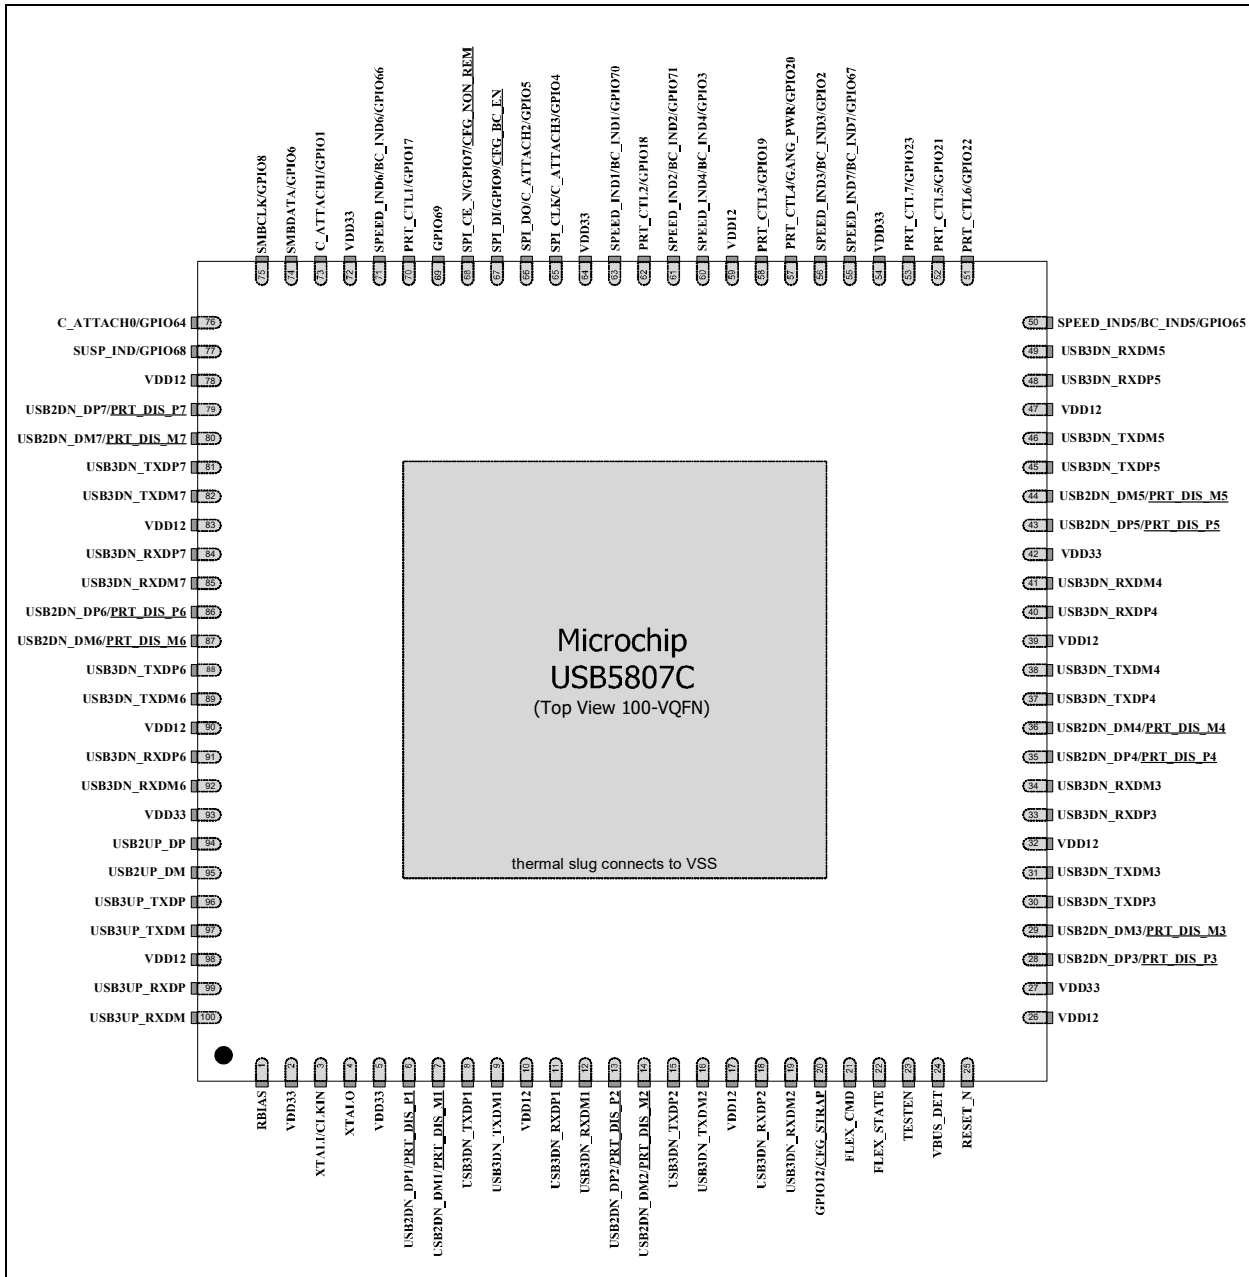 SMBCLK/GPIO8
SMBDATA/GPIO6
C_ATTACH1/GPIO1
VDD33
SPEED_IND6/BC_IND6/GPIO66
PRT_CTL1/GPIO17
GPIO69
SPI_CE_N/GPIO7/CFG_NON_REM
SPI_DI/GPIO9/CFG_BC_EN
SPI_DO/C_ATTACH2/GPIO5
SPI_CLK/C_ATTACH3/GPIO4
VDD33
SPEED_IND1/BC_IND1/GPIO70
PRT_CTL2/GPIO18
SPEED_IND2/BC_IND2/GPIO71
SPEED_IND4/BC_IND4/GPIO3
VDD12
PRT_CTL3/GPIO19
PRT_CTL4/GANG_PWR/GPIO20
SPEED_IND3/BC_IND3/GPIO2
SPEED_IND7/BC_IND7/GPIO67
VDD33
PRT_CTL7/GPIO23
PRT_CTL5/GPIO21
PRT_CTL6/GPIO22
75
74
73
72
71
70
69
68
67
66
65
64
63
62
61
60
59
58
57
56
55
54
53
52
51
C_ATTACH0/GPIO64 76
SUSP_IND/GPIO68 77
VDD12 78
USB2DN_DP7/PRT_DIS_P7 79
USB2DN_DM7/PRT_DIS_M7 80
USB3DN_TXDP7 81
USB3DN_TXDM7 82
VDD12 83
USB3DN_RXDP7 84
USB3DN_RXDM7 85
USB2DN_DP6/PRT_DIS_P6 86
USB2DN_DM6/PRT_DIS_M6 87
USB3DN_TXDP6 88
USB3DN_TXDM6 89
VDD12 90
USB3DN_RXDP6 91
USB3DN_RXDM6 92
VDD33 93
USB2UP_DP 94
USB2UP_DM 95
USB3UP_TXDP 96
USB3UP_TXDM 97
VDD12 98
USB3UP_RXDP 99
USB3UP_RXDM 100
Microchip
USB5807C
(Top View 100-VQFN)
thermal slug connects to VSS
50 SPEED_IND5/BC_IND5/GPIO65
49 USB3DN_RXDM5
48 USB3DN_RXDP5
47 VDD12
46 USB3DN_TXDM5
45 USB3DN_TXDP5
44 USB2DN_DM5/PRT_DIS_M5
43 USB2DN_DP5/PRT_DIS_P5
42 VDD33
41 USB3DN_RXDM4
40 USB3DN_RXDP4
39 VDD12
38 USB3DN_TXDM4
37 USB3DN_TXDP4
36 USB2DN_DM4/PRT_DIS_M4
35 USB2DN_DP4/PRT_DIS_P4
34 USB3DN_RXDM3
33 USB3DN_RXDP3
32 VDD12
31 USB3DN_TXDM3
30 USB3DN_TXDP3
29 USB2DN_DM3/PRT_DIS_M3
28 USB2DN_DP3/PRT_DIS_P3
27 VDD33
26 VDD12
1
2
3
4
5
6
7
8
9
10
11
12
13
14
15
16
17
18
19
20
21
22
23
24
25
RBIAS
VDD33
XTALI/CLKIN
XTALO
VDD33
USB2DN_DP1/PRT_DIS_P1
USB2DN_DM1/PRT_DIS_M1
USB3DN_TXDP1
USB3DN_TXDM1
VDD12
USB3DN_RXDP1
USB3DN_RXDM1
USB2DN_DP2/PRT_DIS_P2
USB2DN_DM2/PRT_DIS_M2
USB3DN_TXDP2
USB3DN_TXDM2
VDD12
USB3DN_RXDP2
USB3DN_RXDM2
GPIO12/CFG_STRAP
FLEX_CMD
FLEX_STATE
TESTEN
VBUS_DET
RESET_N